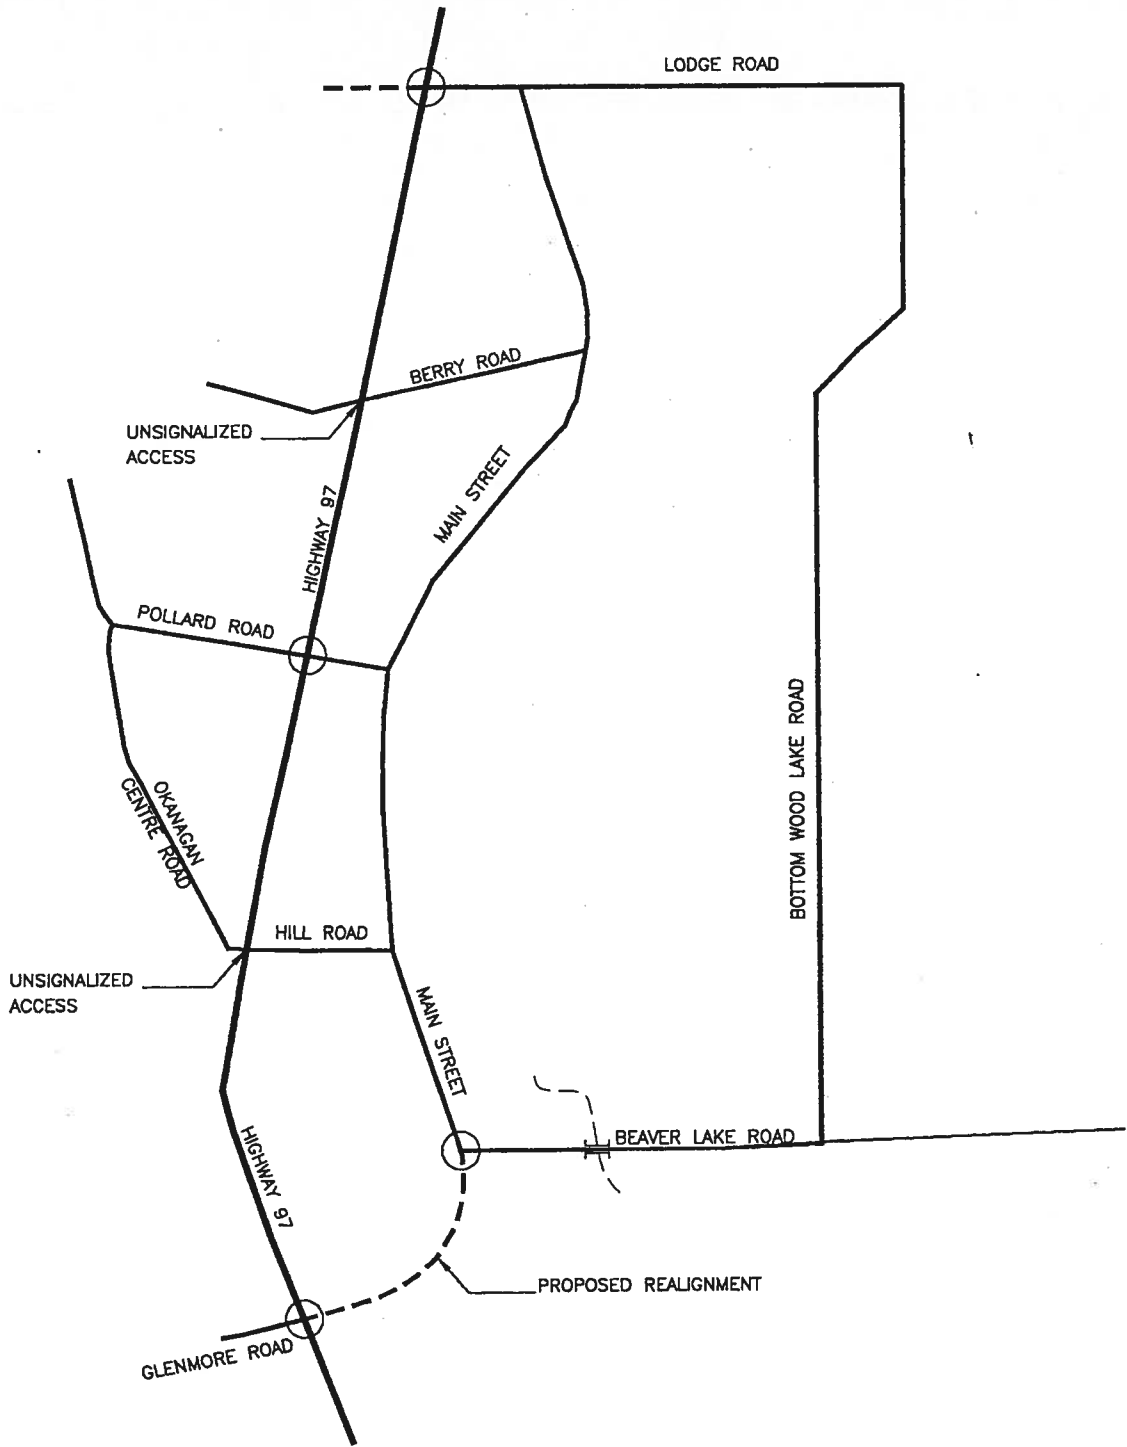 LODGE ROAD
BERRY ROAD
UNSIGNALIZED
ACCESS
MAIN STREET
HIGHWAY 97
POLLARD ROAD
BOTTOM WOOD LAKE ROAD
OKANAGAN
CENTRE ROAD
HILL ROAD
UNSIGNALIZED
ACCESS
MAIN STREET
BEAVER LAKE ROAD
HIGHWAY 97
PROPOSED REALIGNMENT
GLENMORE ROAD